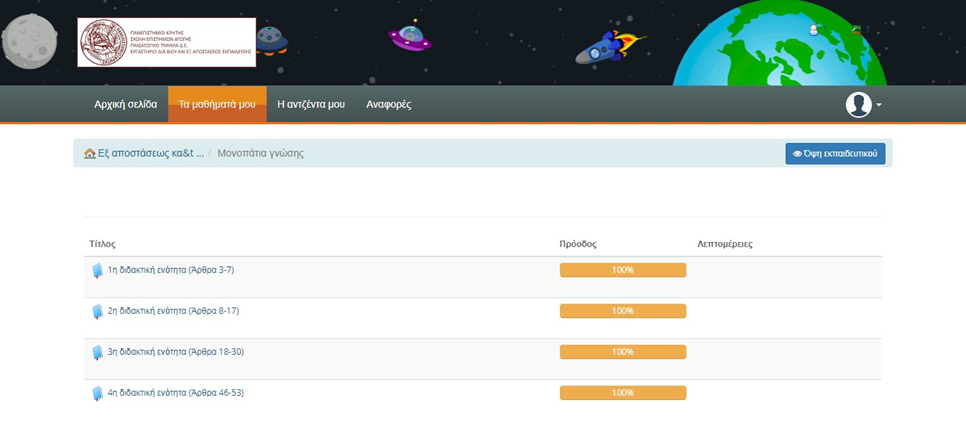 ΠΑΝΕΠΙΣΤΗΜΙΟ ΚΡΗΤΗΣ
ΣΧΟΛΗ ΕΠΙΣΤΗΜΩΝ ΑΓΩΓΗΣ
ΠΑΙΔΑΓΩΓΙΚΟ ΤΜΗΜΑ Δ.Ε.
ΕΡΓΑΣΤΗΡΙΟ ΔΙΑ ΒΙΟΥ ΚΑΙ ΕΞ ΑΠΟΣΤΑΣΕΩΣ ΕΚΠΑΙΔΕΥΣΗΣ
Αρχική σελίδα Τα μαθήματά μου Η αντζέντα μου Αναφορές
Εξ αποστάσεως κα&t ... / Μονοπάτια γνώσης Όψη εκπαιδευτικού
Τίτλος Πρόοδος Λεπτομέρειες
1η διδακτική ενότητα (Άρθρα 3-7) 100%
2η διδακτική ενότητα (Άρθρα 8-17) 100%
3η διδακτική ενότητα (Άρθρα 18-30) 100%
4η διδακτική ενότητα (Άρθρα 46-53) 100%